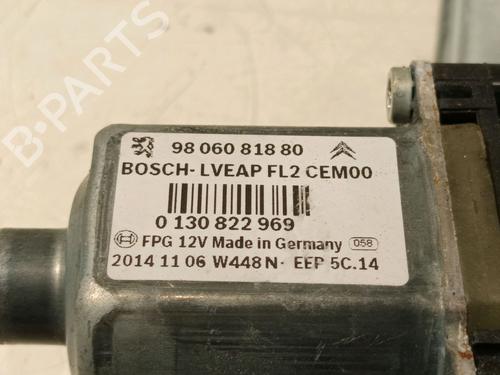 B-PARTS
98 060 818 80
BOSCH- LVEAP FL2 CEM00
0 130 822 969
FPG 12V Made in Germany 058
2014 11 06 W448N· EEP 5C.14